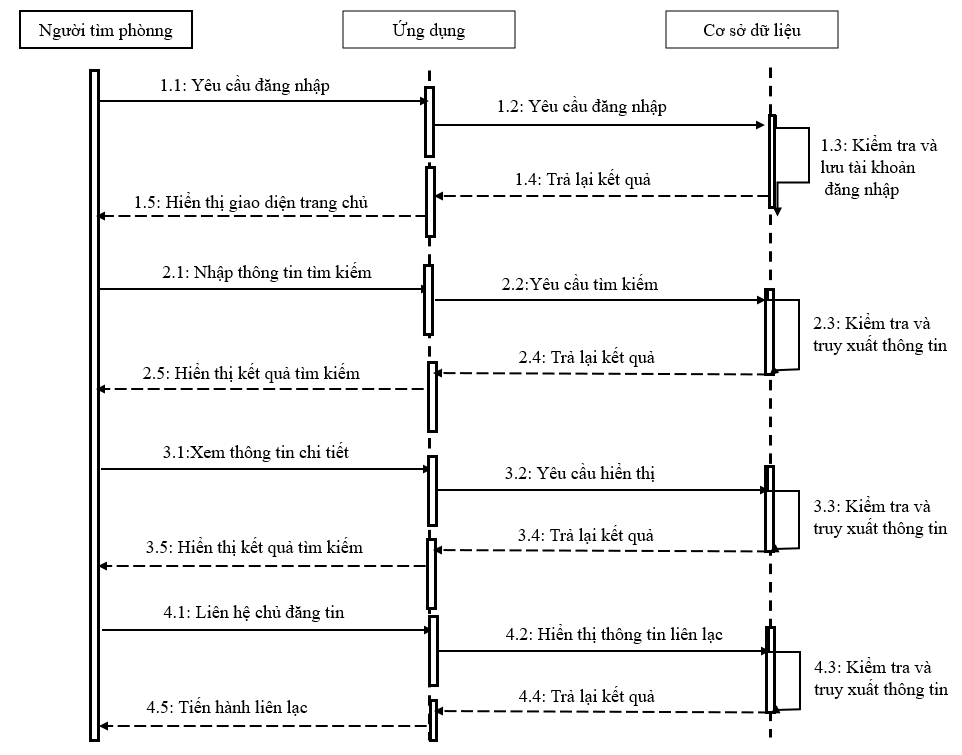 Người tìm phònng
Ứng dụng
Cơ sở dữ liệu
1.1: Yêu cầu đăng nhập
1.2: Yêu cầu đăng nhập
1.3: Kiểm tra và
lưu tài khoản
đăng nhập
1.4: Trả lại kết quả
1.5: Hiển thị giao diện trang chủ
2.1: Nhập thông tin tìm kiếm
2.2:Yêu cầu tìm kiếm
2.3: Kiểm tra và
truy xuất thông tin
2.4: Trả lại kết quả
2.5: Hiển thị kết quả tìm kiếm
3.1:Xem thông tin chi tiết
3.2: Yêu cầu hiển thị
3.3: Kiểm tra và
truy xuất thông tin
3.4: Trả lại kết quả
3.5: Hiển thị kết quả tìm kiếm
4.1: Liên hệ chủ đăng tin
4.2: Hiển thị thông tin liên lạc
4.3: Kiểm tra và
truy xuất thông tin
4.4: Trả lại kết quả
4.5: Tiến hành liên lạc